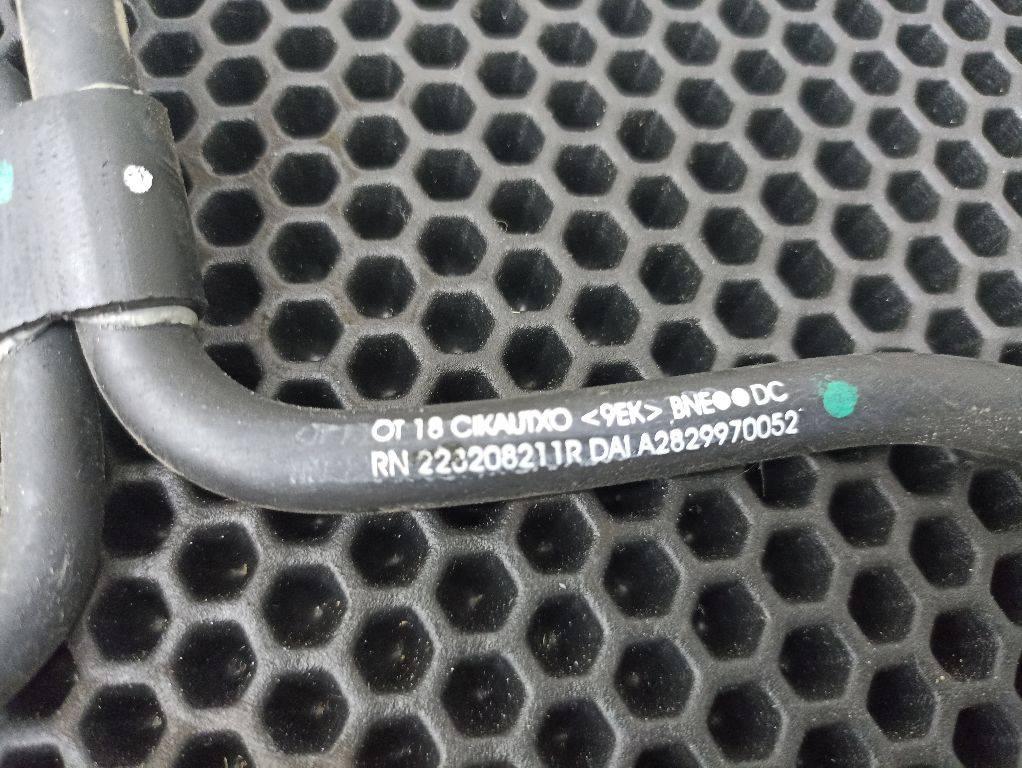 OT 18 CIKAUTXO <9EK> BNE●●DC
RN 223208211R DAI A2829970052